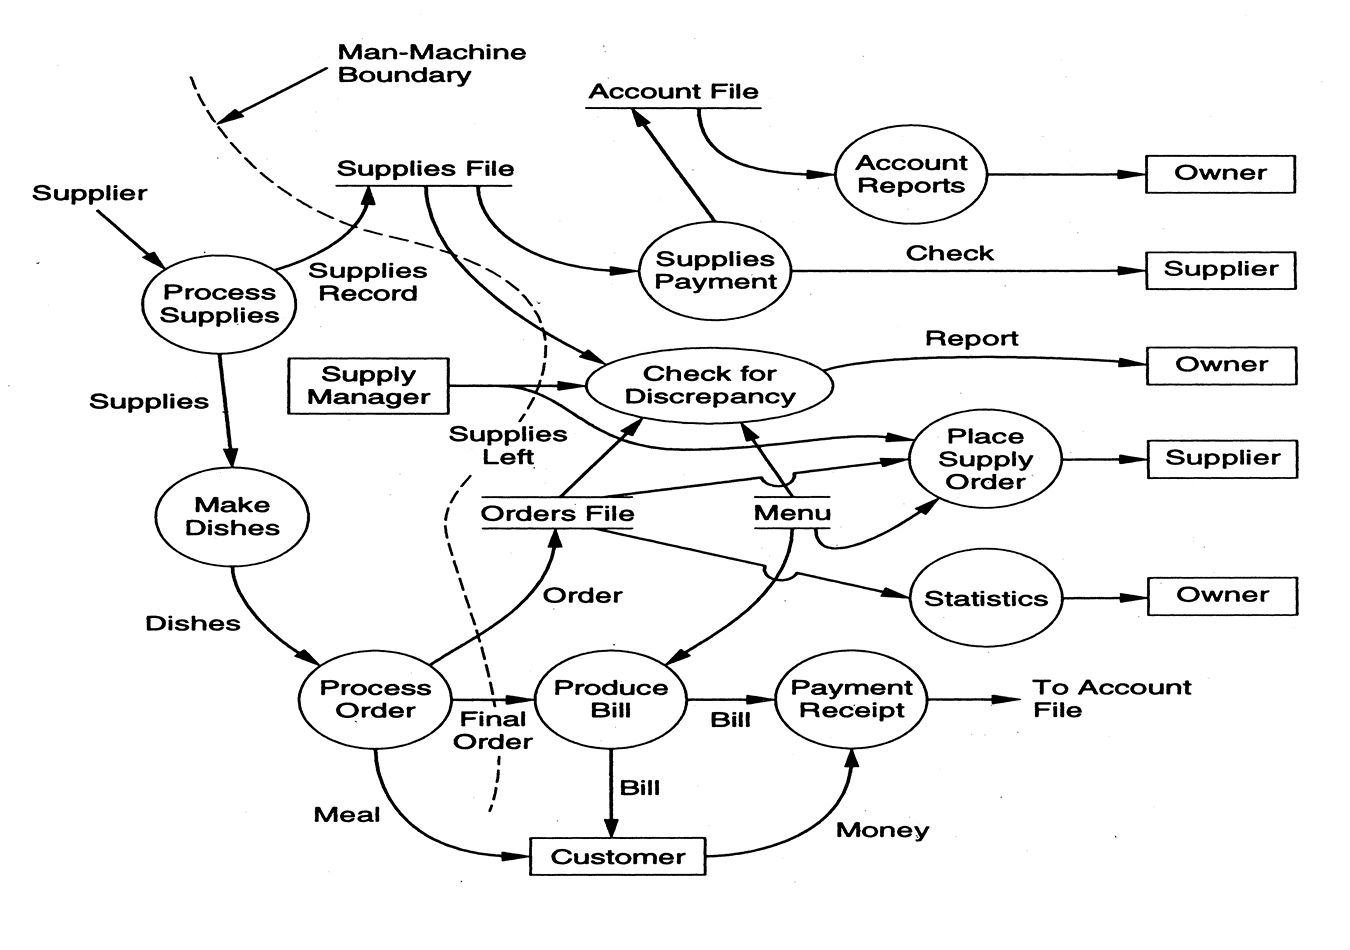 Man-Machine
Boundary
Account File
Supplies File
Account
Reports
Owner
Supplier
Supplies
Record
Supplies
Payment
Check
Supplier
Process
Supplies
Report
Supply
Manager
Check for
Discrepancy
Owner
Supplies
Supplies
Left
Place
Supply
Order
Supplier
Make
Dishes
Orders File
Menu
Order
Statistics
Owner
Dishes
Process
Order
Final
Order
Produce
Bill
Bill
Payment
Receipt
To Account
File
Meal
Bill
Customer
Money